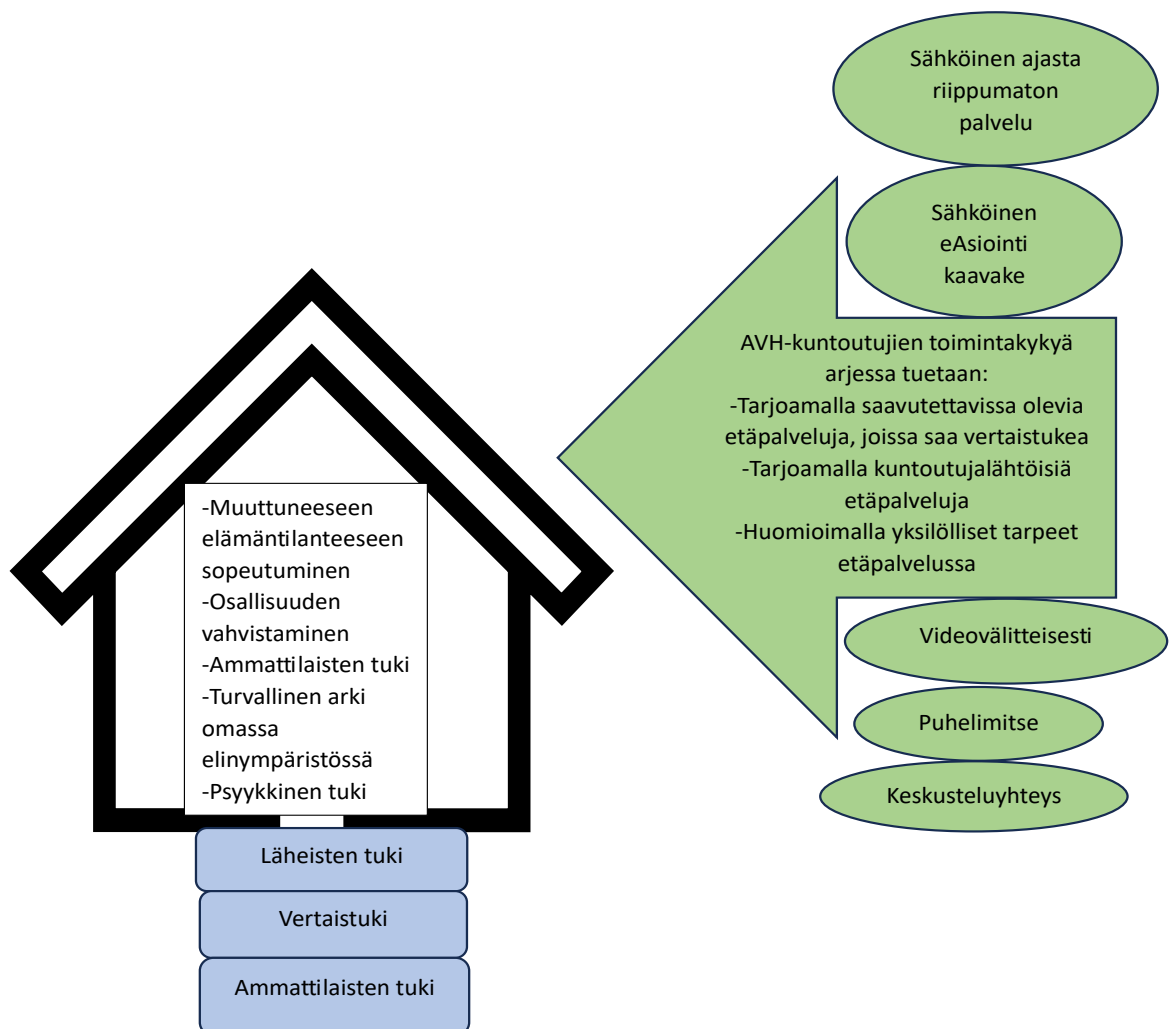 Sähköinen ajasta
riippumaton
palvelu
Sähköinen
eAsiointi
kaavake
AVH-kuntoutujien toimintakykyä
arjessa tuetaan:
-Tarjoamalla saavutettavissa olevia
etäpalveluja, joissa saa vertaistukea
-Tarjoamalla kuntoutujalähtöisiä
etäpalveluja
-Huomioimalla yksilölliset tarpeet
etäpalvelussa
Videovälitteisesti
Puhelimitse
Keskusteluyhteys
-Muuttuneeseen
elämäntilanteeseen
sopeutuminen
-Osallisuuden
vahvistaminen
-Ammattilaisten tuki
-Turvallinen arki
omassa
elinympäristössä
-Psyykkinen tuki
Läheisten tuki
Vertaistuki
Ammattilaisten tuki